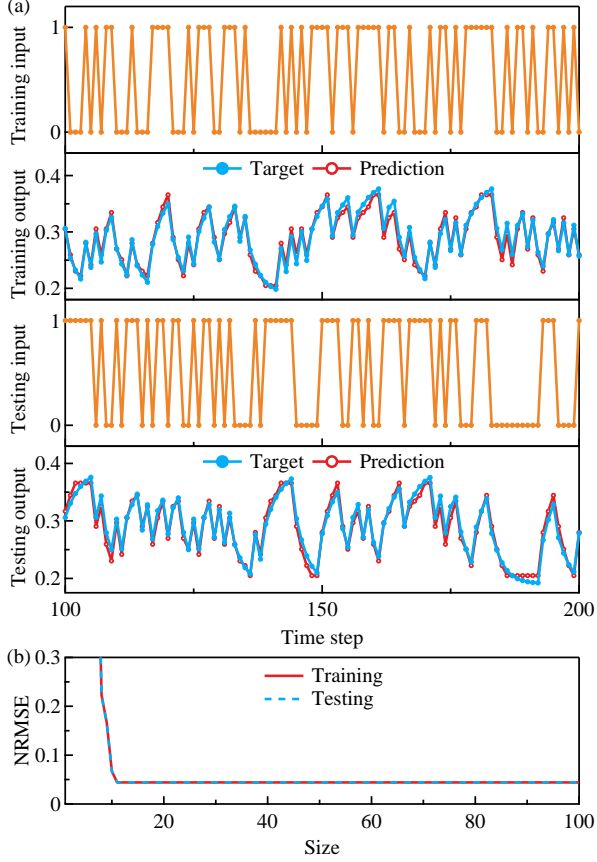 (a)
Training input
1
0
Target Prediction
Training output
0.4
0.3
0.2
Testing input
1
0
Target Prediction
Testing output
0.4
0.3
0.2
100 150 200
Time step
(b)
NRMSE
0.3
0.2
0.1
0
Training
Testing
20 40 60 80 100
Size